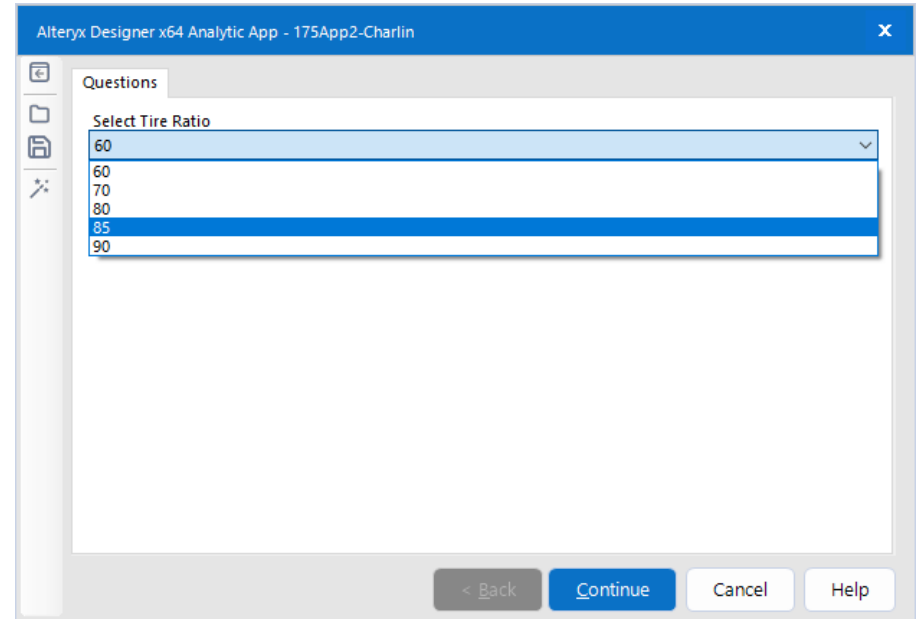 Alteryx Designer x64 Analytic App - 175App2-Charlin
x
Questions
Select Tire Ratio
60
60
70
80
85
90
< Back
Continue
Cancel
Help